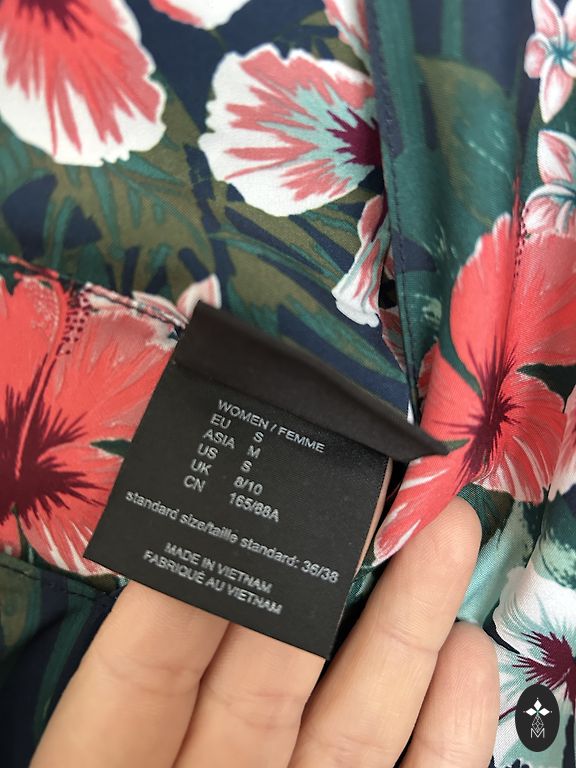 WOMEN / FEMME
EU S
ASIA M
US S
UK 8/10
CN 165/88A
standard size/taille standard: 36/38
MADE IN VIETNAM
FABRIQUÉ AU VIETNAM
M